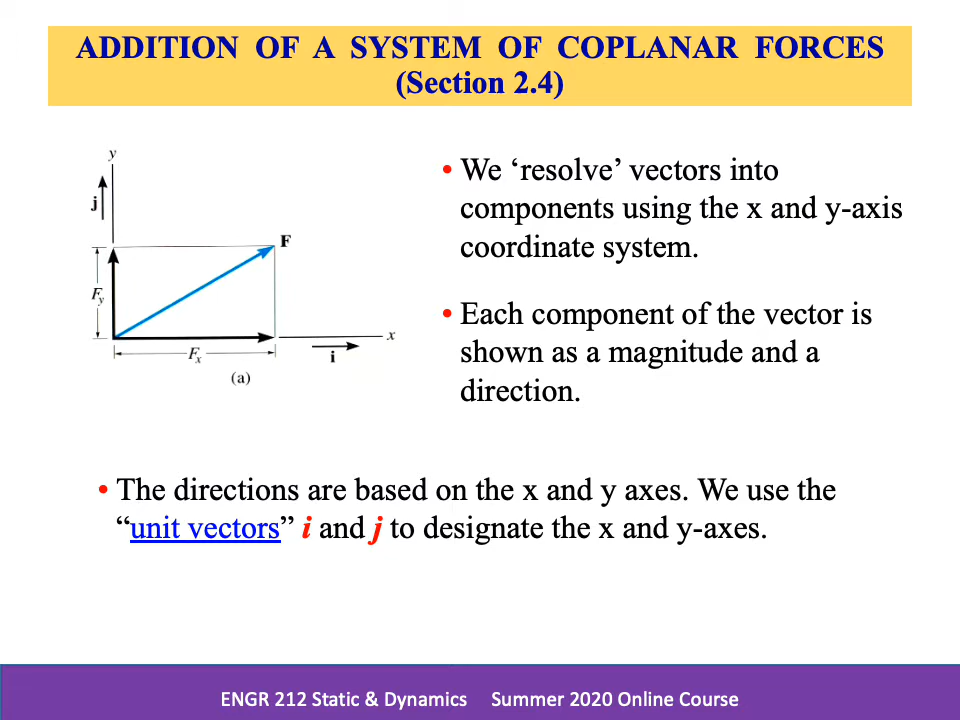 ADDITION OF A SYSTEM OF COPLANAR FORCES
(Section 2.4)
y
j
F
Fy
x
Fx
i
(a)
• We ‘resolve’ vectors into
components using the x and y-axis
coordinate system.
• Each component of the vector is
shown as a magnitude and a
direction.
• The directions are based on the x and y axes. We use the
“unit vectors” i and j to designate the x and y-axes.
ENGR 212 Static & Dynamics Summer 2020 Online Course